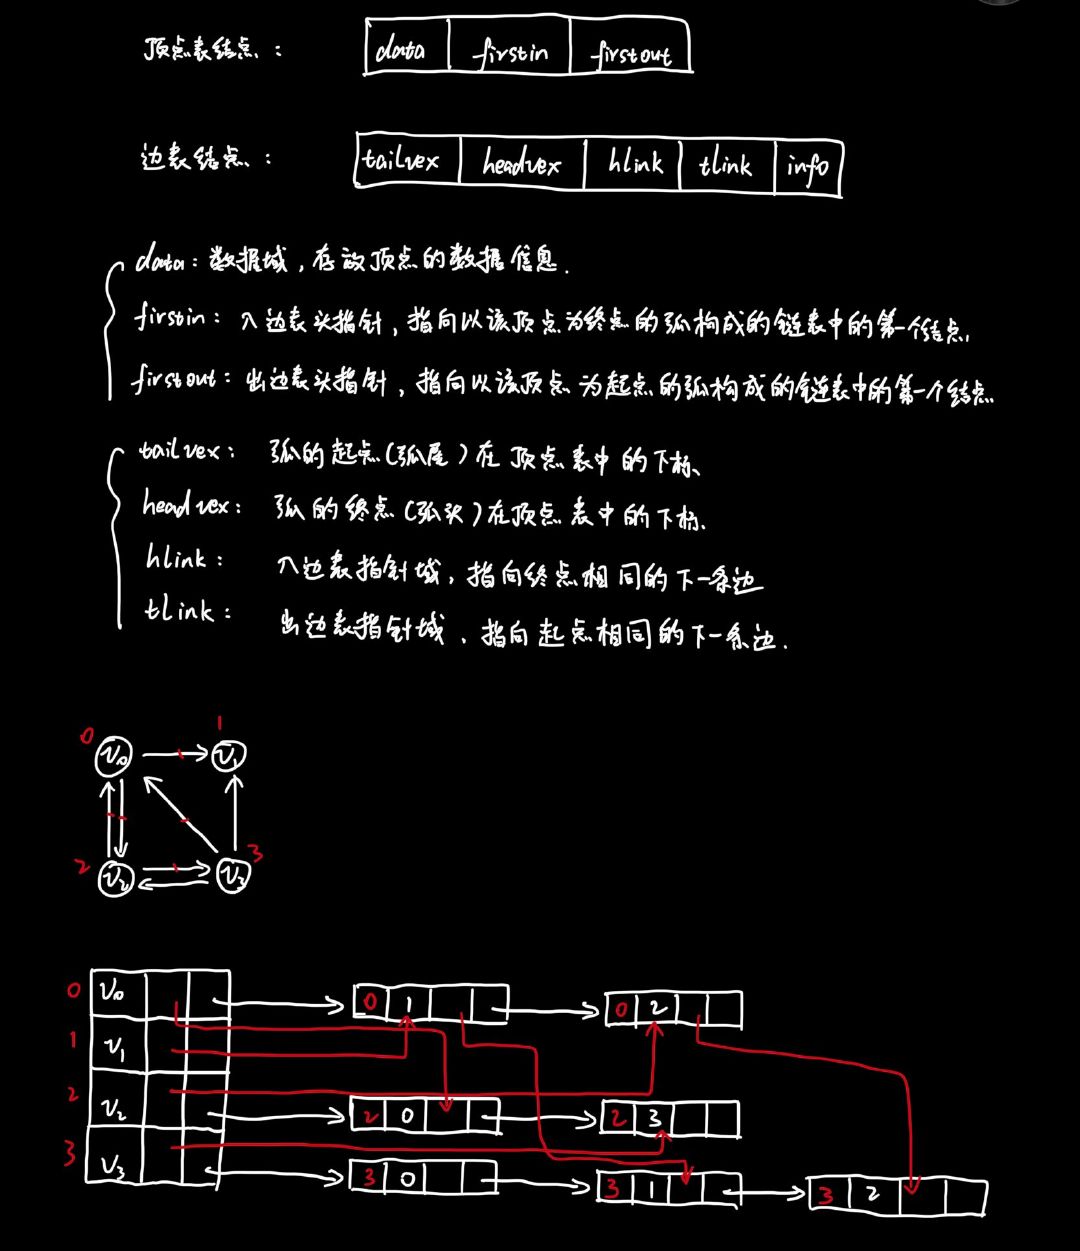 顶点表结点：
data firstin firstout
边表结点：
tailvex headvex hlink tlink info
data：数据域，存放顶点的数据信息.
firstin：入边表头指针，指向以该顶点为终点的弧构成的链表中的第一个结点.
firstout：出边表头指针，指向以该顶点为起点的弧构成的链表中的第一个结点
tailvex：弧的起点(弧尾)在顶点表中的下标、
headvex：弧的终点(弧头)在顶点表中的下标.
hlink：入边表指针域，指向终点相同的下一条边
tlink：出边表指针域，指向起点相同的下一条边.
0 1
V₀ V₁
2 3
V₂ V₃
0 V₀ 0 1 0 2
1 V₁
2 V₂ 2 0 2 3
3 V₃ 3 0 3 1 3 2